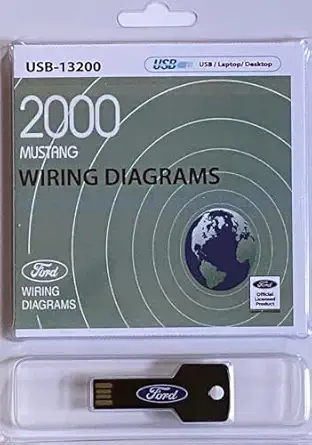 USB-13200
USB USB / Laptop/ Desktop
2000
MUSTANG
WIRING DIAGRAMS
Ford
WIRING
DIAGRAMS
Ford
Official
Licensed
Product
Ford